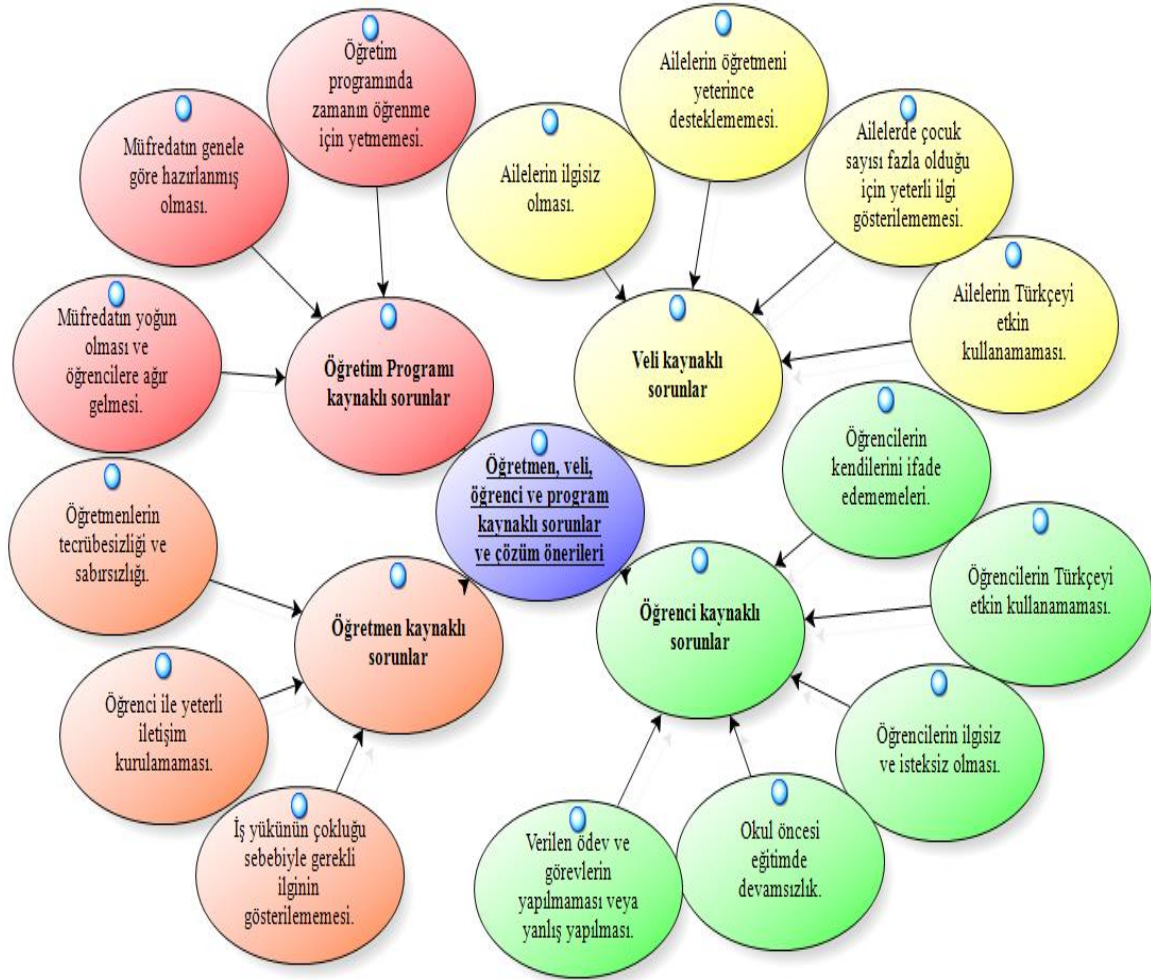 Öğretim
programında
zamanın öğrenme
için yetmemesi.
Müfredatın genele
göre hazırlanmış
olması.
Müfredatın yoğun
olması ve
öğrencilere ağır
gelmesi.
Öğretim Programı
kaynaklı sorunlar
Ailelerin ilgisiz
olması.
Ailelerin öğretmeni
yeterince
desteklememesi.
Ailelerde çocuk
sayısı fazla olduğu
için yeterli ilgi
gösterilememesi.
Ailelerin Türkçeyi
etkin
kullanamaması.
Veli kaynaklı
sorunlar
Öğretmen, veli,
öğrenci ve program
kaynaklı sorunlar
ve çözüm önerileri
Öğretmenlerin
tecrübesizliği ve
sabırsızlığı.
Öğrenci ile yeterli
iletişim
kurulamaması.
İş yükünün çokluğu
sebebiyle gerekli
ilginin
gösterilememesi.
Öğretmen kaynaklı
sorunlar
Öğrencilerin
kendilerini ifade
edememeleri.
Öğrencilerin Türkçeyi
etkin kullanamaması.
Öğrencilerin ilgisiz
ve isteksiz olması.
Okul öncesi
eğitimde
devamsızlık.
Verilen ödev ve
görevlerin
yapılmaması veya
yanlış yapılması.
Öğrenci kaynaklı
sorunlar